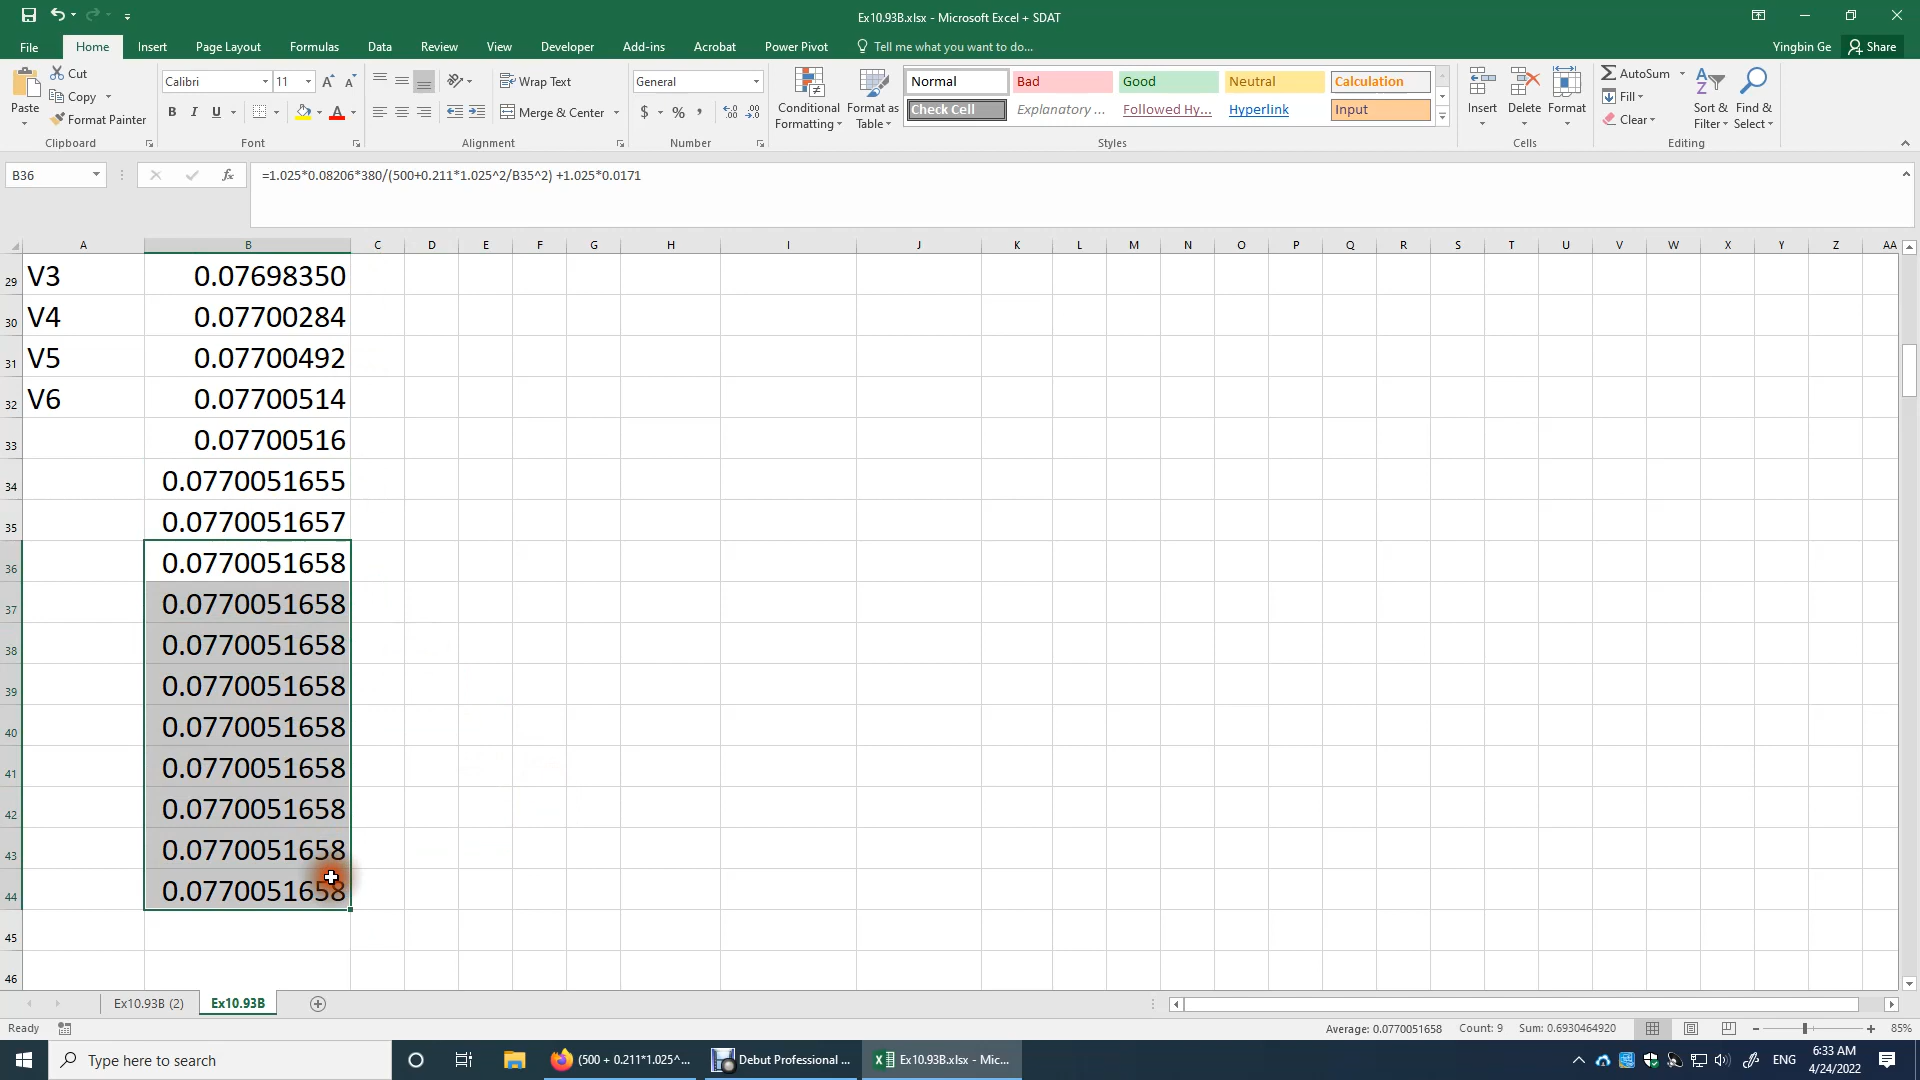 Ex10.93B.xlsx - Microsoft Excel + SDAT
File Home Insert Page Layout Formulas Data Review View Developer Add-ins Acrobat Power Pivot Tell me what you want to do... Yingbin Ge Share
Paste
Cut
Copy
Format Painter
Clipboard
Calibri 11
B I U
Font
Wrap Text
Merge & Center
Alignment
General
$ % ,
Number
Conditional Formatting
Format as Table
Normal Bad Good Neutral Calculation
Check Cell Explanatory ... Followed Hy... Hyperlink Input
Styles
Insert Delete Format
Cells
AutoSum
Fill
Clear
Sort & Filter
Find & Select
Editing
B36 fx =1.025*0.08206*380/(500+0.211*1.025^2/B35^2) +1.025*0.0171
A B C D E F G H I J K L M N O P Q R S T U V W X Y Z AA
29 V3 0.07698350
30 V4 0.07700284
31 V5 0.07700492
32 V6 0.07700514
33 0.07700516
34 0.0770051655
35 0.0770051657
36 0.0770051658
37 0.0770051658
38 0.0770051658
39 0.0770051658
40 0.0770051658
41 0.0770051658
42 0.0770051658
43 0.0770051658
44 0.0770051658
45
46
Ex10.93B (2) Ex10.93B
Ready Average: 0.0770051658 Count: 9 Sum: 0.6930464920 85%
Type here to search (500 + 0.211*1.025^... Debut Professional ... Ex10.93B.xlsx - Mic... ENG 6:33 AM
4/24/2022